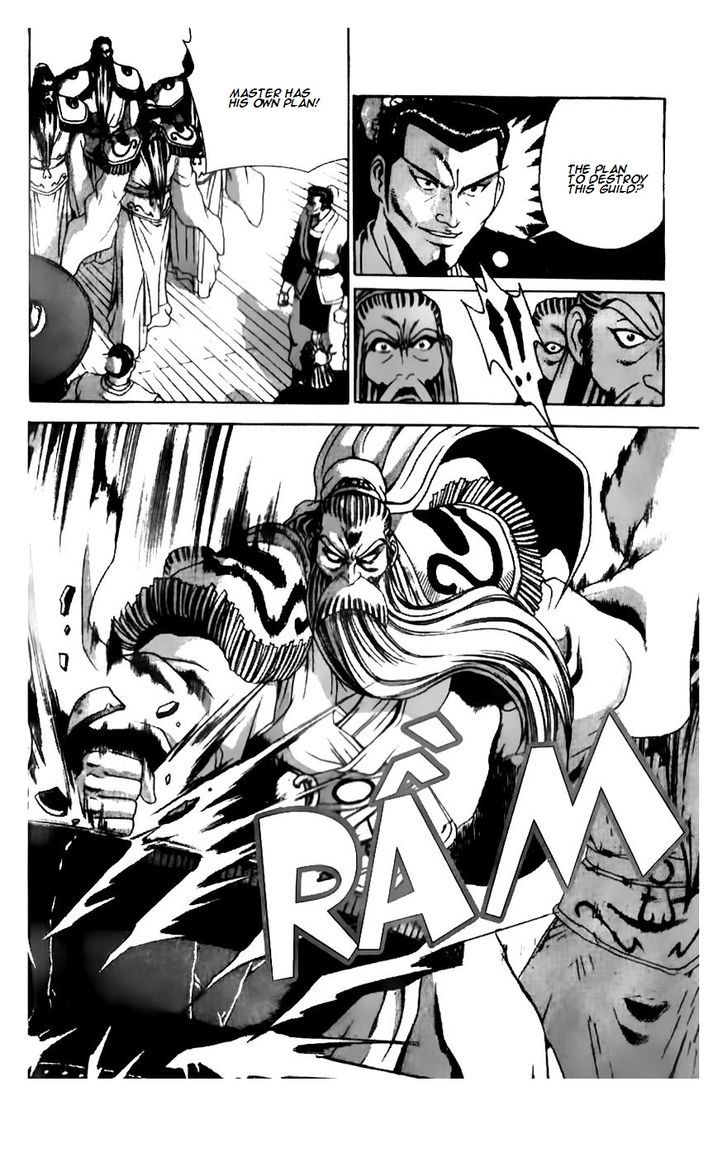 MASTER HAS
HIS OWN PLAN!
THE PLAN
TO DESTROY
THIS GUILD?
!!
RẦM